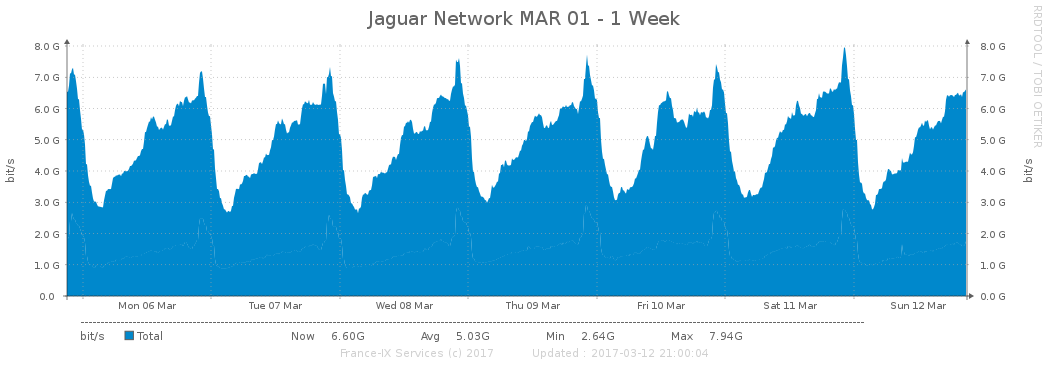 Jaguar Network MAR 01 - 1 Week
RRDTOOL / TOBI OETIKER
8.0 G 8.0 G
7.0 G 7.0 G
6.0 G 6.0 G
5.0 G 5.0 G
4.0 G 4.0 G
3.0 G 3.0 G
2.0 G 2.0 G
1.0 G 1.0 G
0.0 0.0 G
bit/s bit/s
Mon 06 Mar Tue 07 Mar Wed 08 Mar Thu 09 Mar Fri 10 Mar Sat 11 Mar Sun 12 Mar
bit/s Total Now 6.60G Avg 5.03G Min 2.64G Max 7.94G
France-IX Services (c) 2017 Updated : 2017-03-12 21:00:04